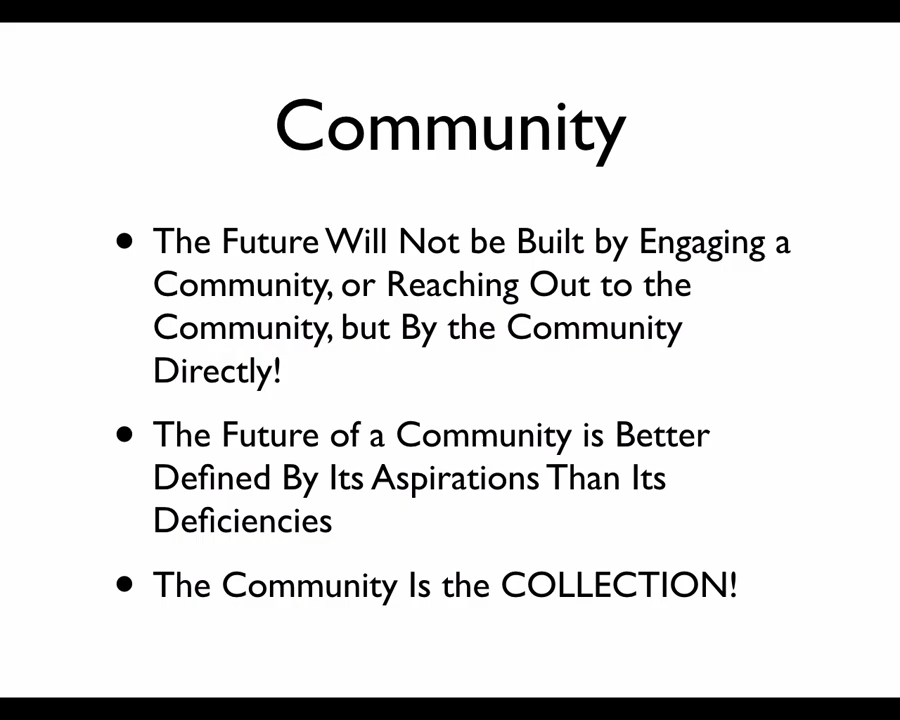 Community
• The Future Will Not be Built by Engaging a
Community, or Reaching Out to the
Community, but By the Community
Directly!
• The Future of a Community is Better
Defined By Its Aspirations Than Its
Deficiencies
• The Community Is the COLLECTION!